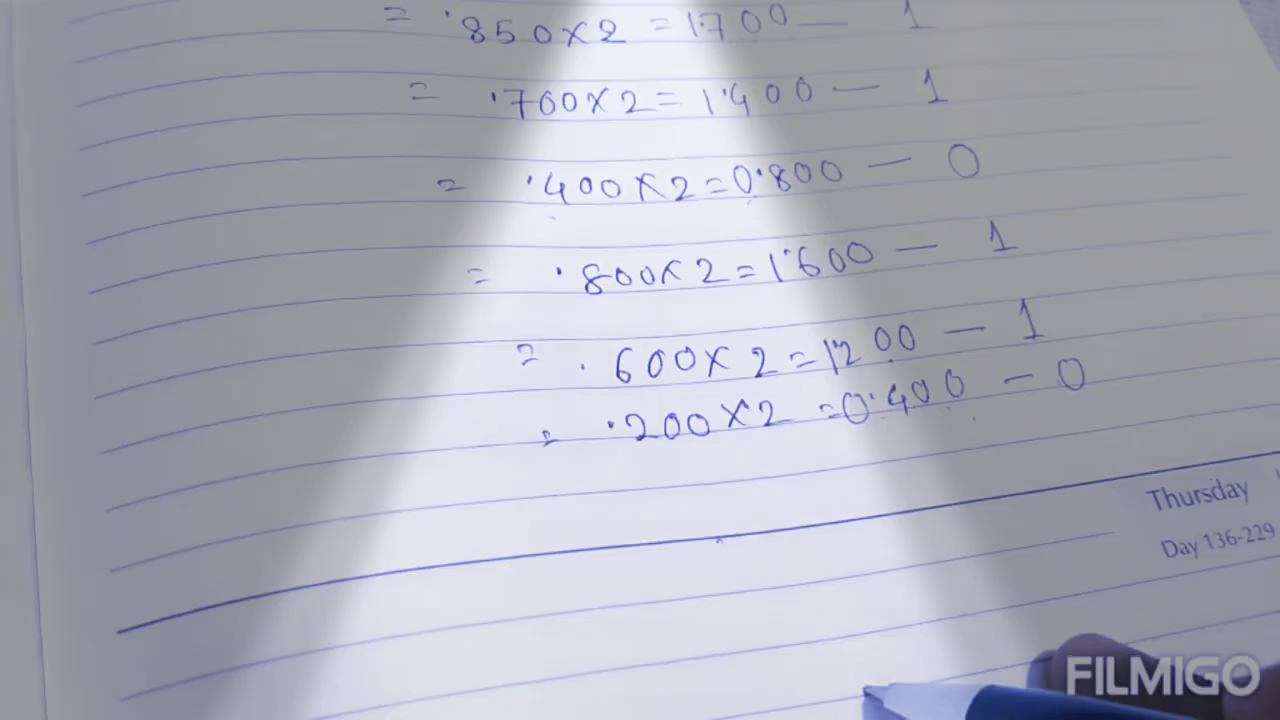 = .850×2 = 1.700 — 1
= .700×2 = 1.400 — 1
= .400×2 = 0.800 — 0
= .800×2 = 1.600 — 1
= .600×2 = 1.200 — 1
= .200×2 = 0.400 — 0
Thursday
Day 136-229
FILMIGO